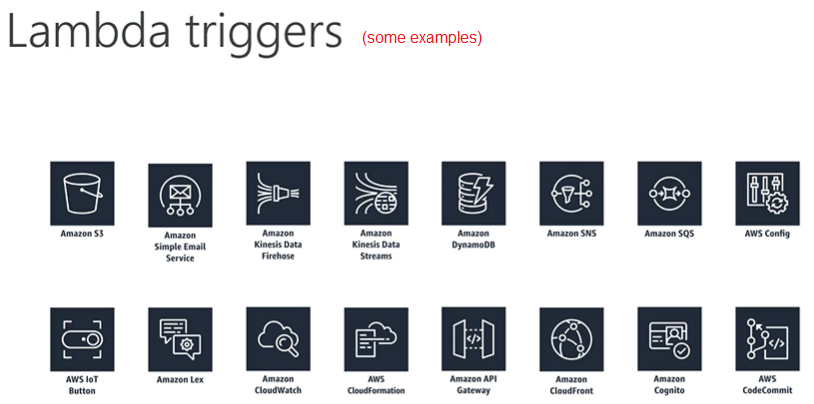 Lambda triggers (some examples)
Amazon S3
Amazon
Simple Email
Service
Amazon
Kinesis Data
Firehose
Amazon
Kinesis Data
Streams
Amazon
DynamoDB
Amazon SNS
Amazon SQS
AWS Config
AWS IoT
Button
Amazon Lex
Amazon
CloudWatch
AWS
CloudFormation
Amazon API
Gateway
Amazon
CloudFront
Amazon
Cognito
AWS
CodeCommit